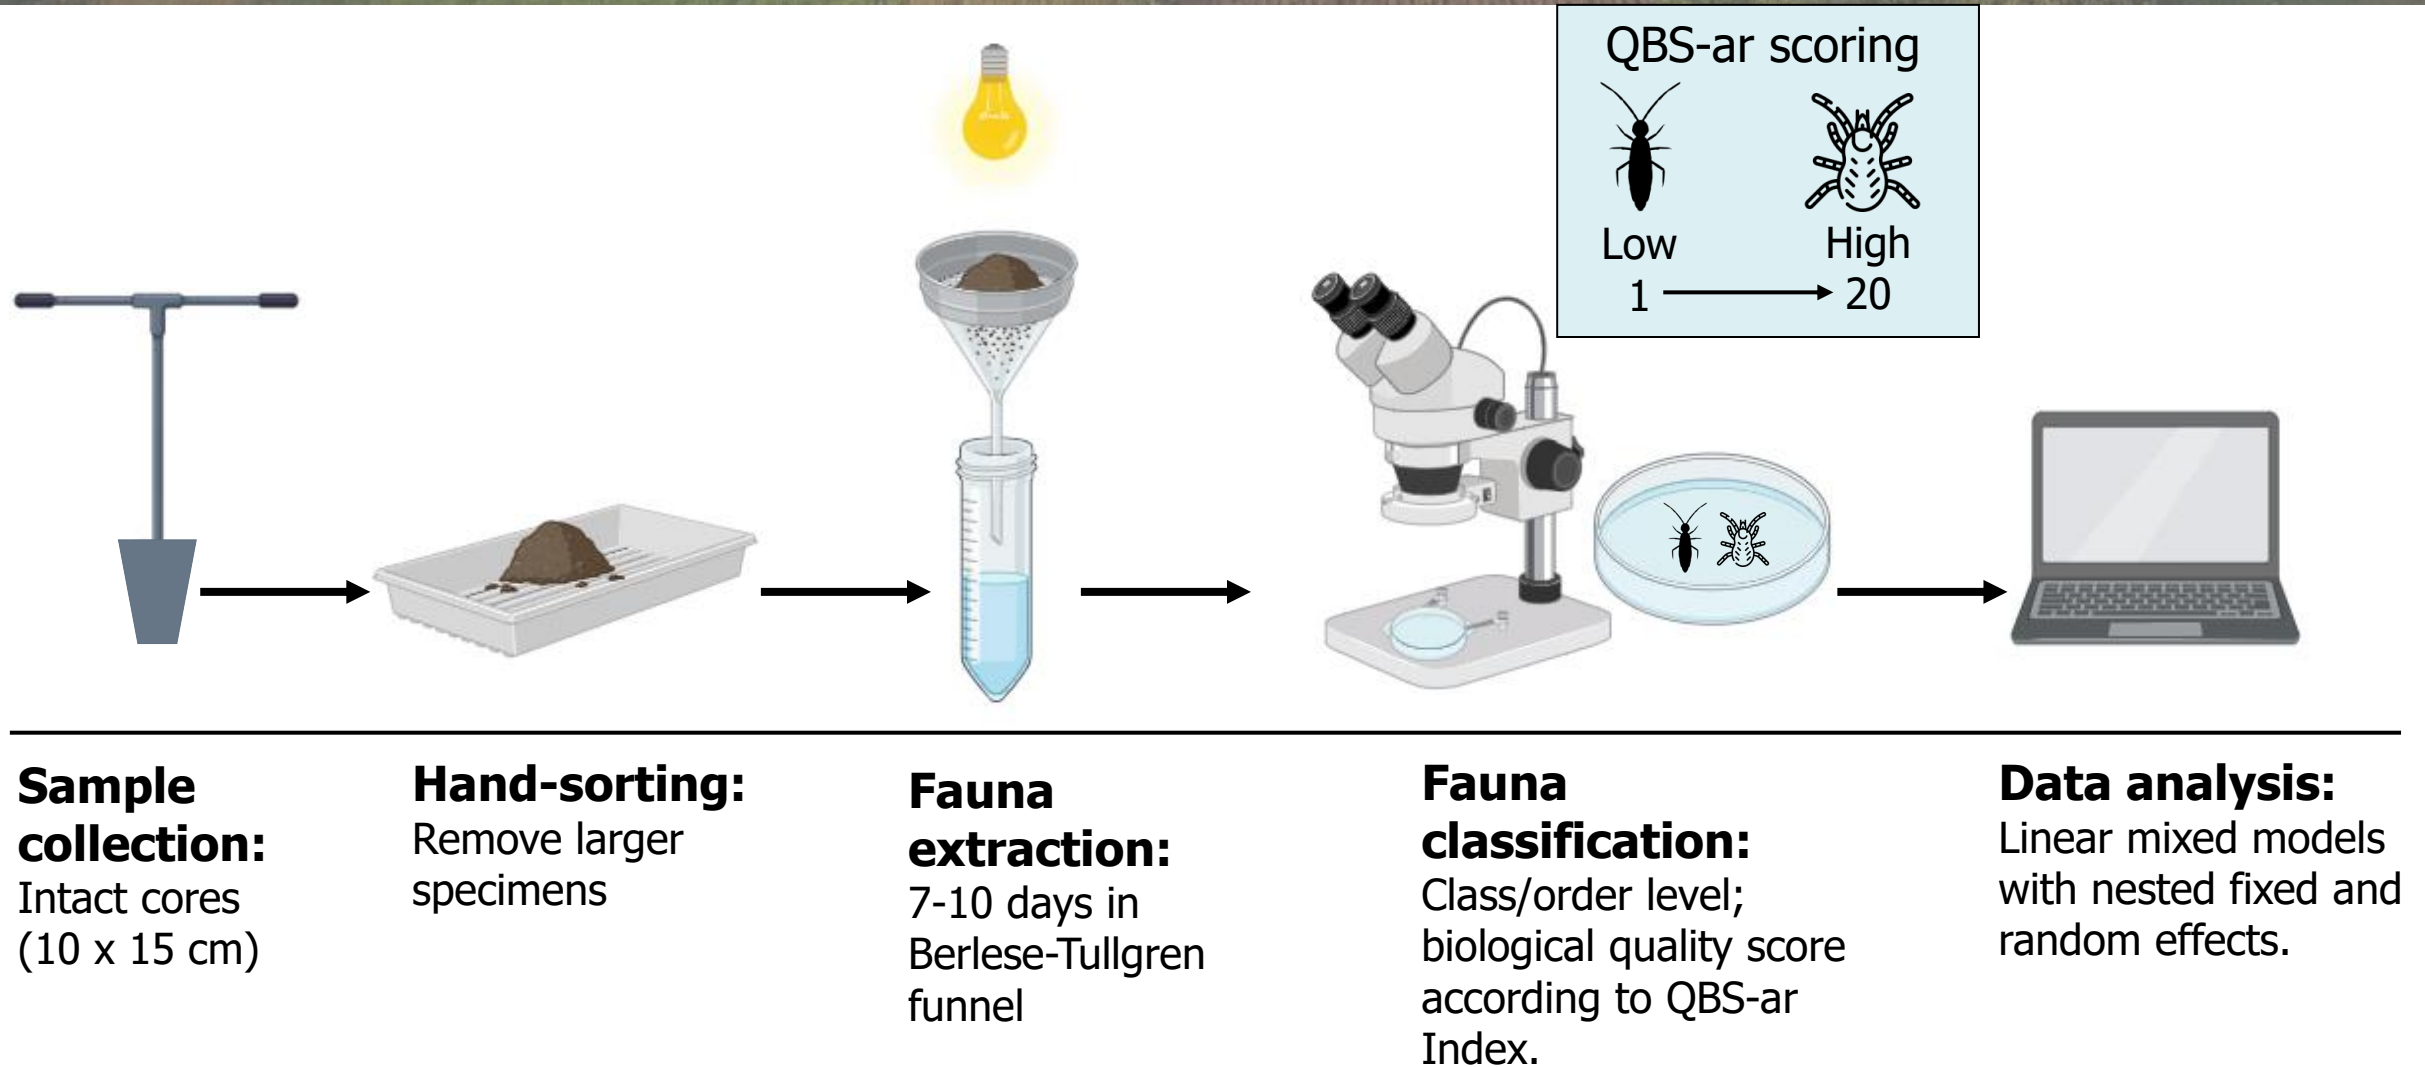 QBS-ar scoring
Low
High
1
20
Sample
collection:
Intact cores
(10 x 15 cm)
Hand-sorting:
Remove larger
specimens
Fauna
extraction:
7-10 days in
Berlese-Tullgren
funnel
Fauna
classification:
Class/order level;
biological quality score
according to QBS-ar
Index.
Data analysis:
Linear mixed models
with nested fixed and
random effects.